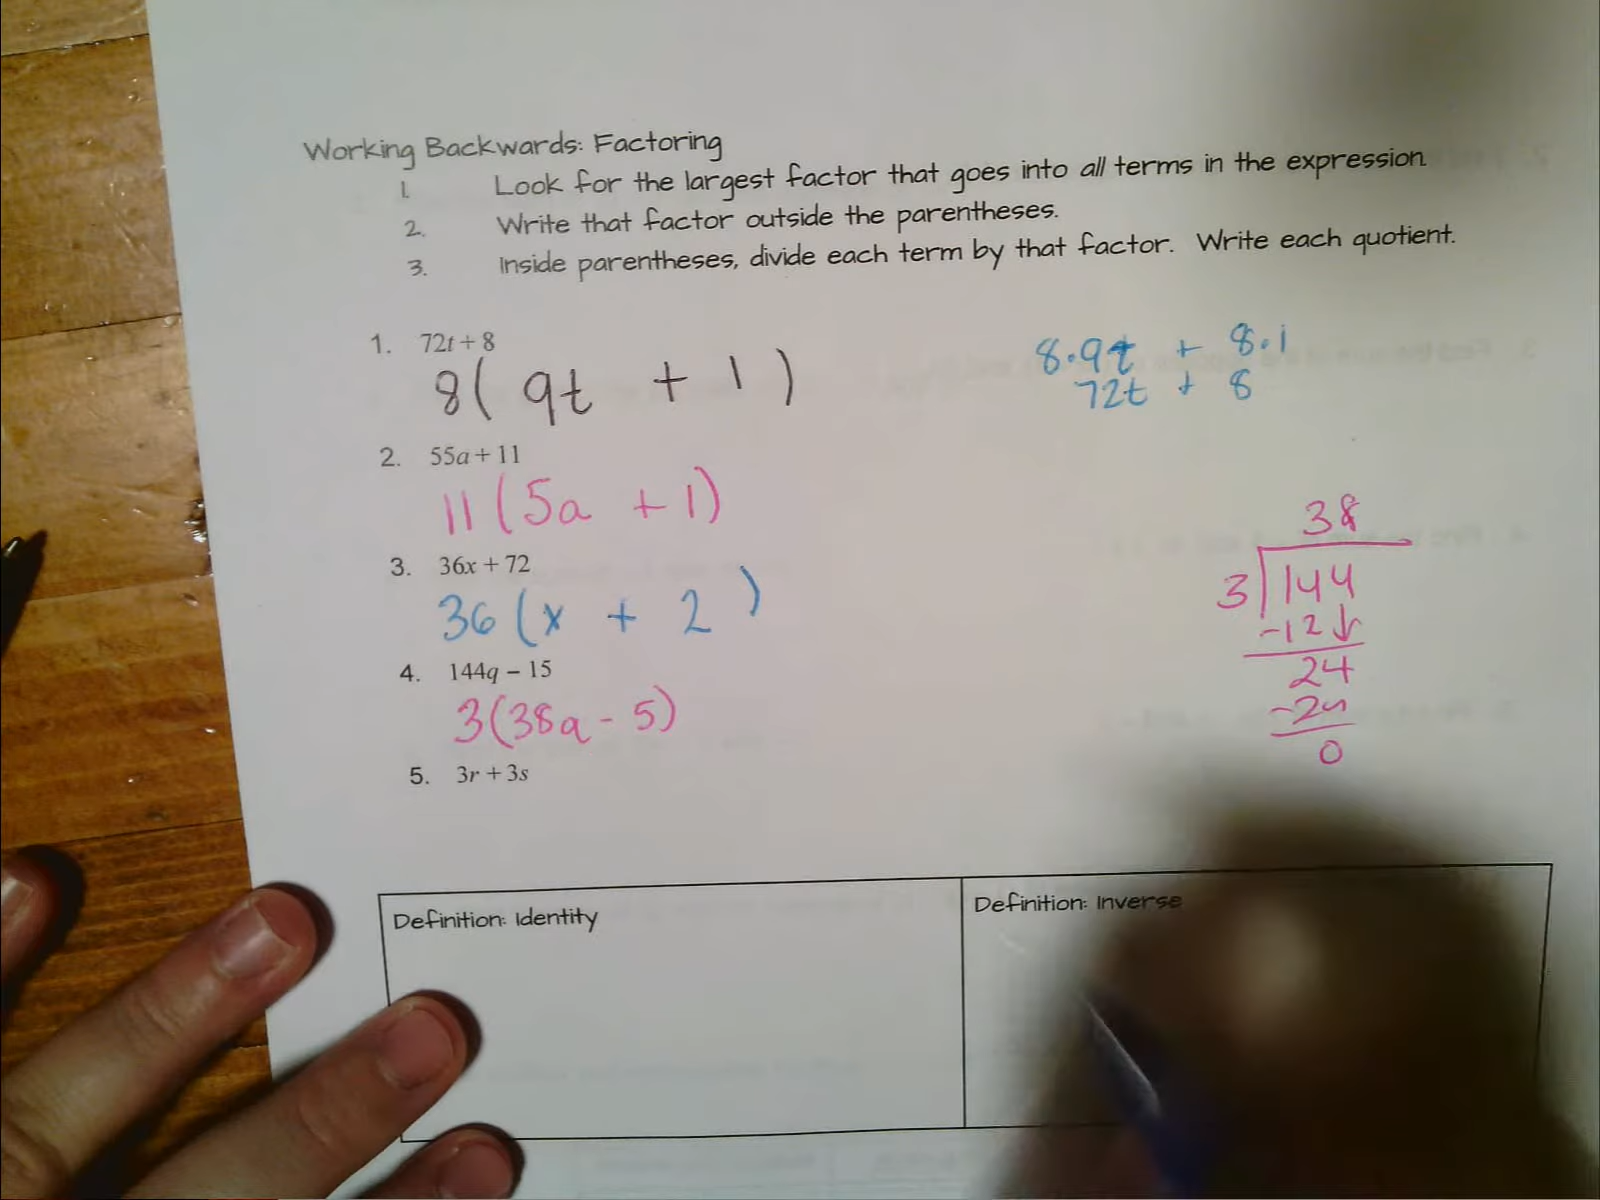 Working Backwards: Factoring
1. Look for the largest factor that goes into all terms in the expression.
2. Write that factor outside the parentheses.
3. Inside parentheses, divide each term by that factor. Write each quotient.
1. 72t + 8
8( 9t + 1 )
8·9t + 8·1
72t + 8
2. 55a + 11
11(5a + 1)
3. 36x + 72
36(x + 2 )
4. 144q – 15
3(38q - 5)
38
3 144
-12↓
24
-24
0
5. 3r + 3s
Definition: Identity
Definition: Inverse